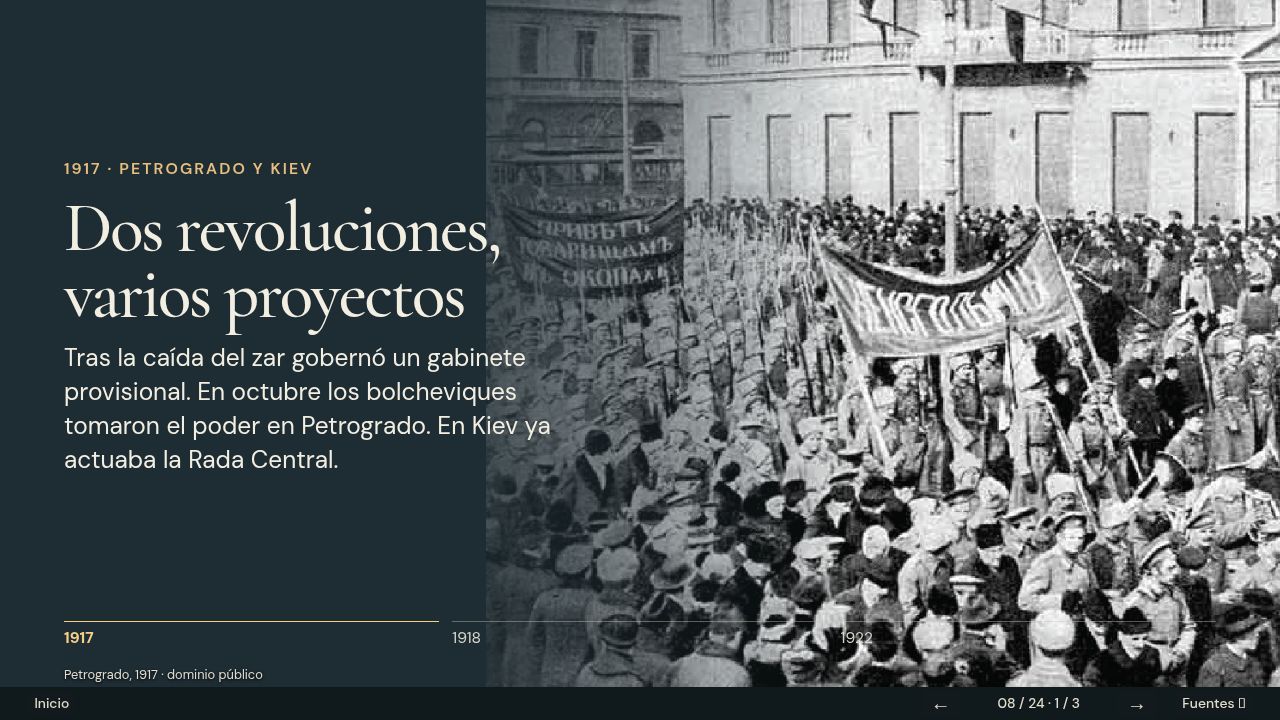 1917 · PETROGRADO Y KIEV
Dos revoluciones,
varios proyectos
Tras la caída del zar gobernó un gabinete
provisional. En octubre los bolcheviques
tomaron el poder en Petrogrado. En Kiev ya
actuaba la Rada Central.
ПРИВѢТЪ
ТОВАРИЩАМЪ
1917
1918
1922
Petrogrado, 1917 · dominio público
Inicio
←
08 / 24 · 1 / 3
→
Fuentes